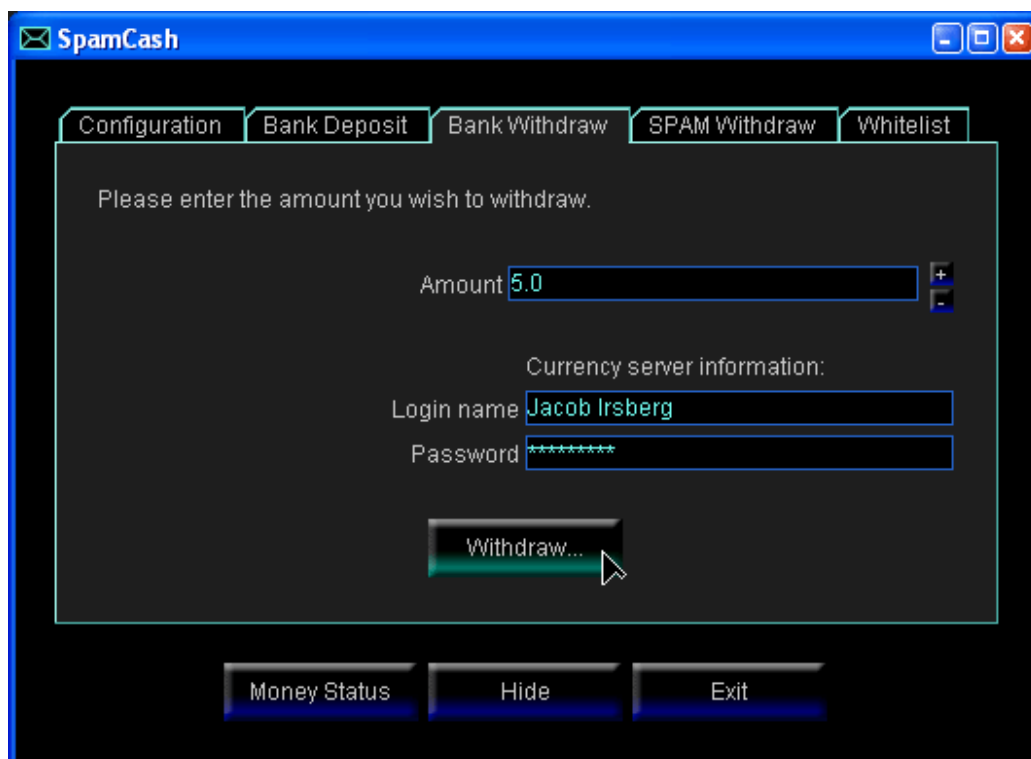 SpamCash
Configuration Bank Deposit Bank Withdraw SPAM Withdraw Whitelist
Please enter the amount you wish to withdraw.
Amount 5.0 +
-
Currency server information:
Login name Jacob Irsberg
Password *********
Withdraw...
Money Status Hide Exit